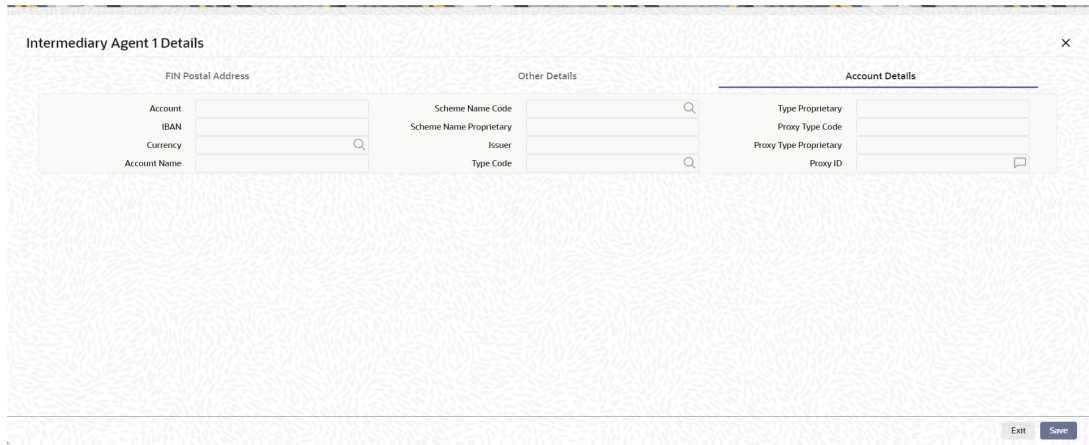 Intermediary Agent 1 Details
FIN Postal Address Other Details Account Details
Account Scheme Name Code Type Proprietary
IBAN Scheme Name Proprietary Proxy Type Code
Currency Issuer Proxy Type Proprietary
Account Name Type Code Proxy ID
Exit Save